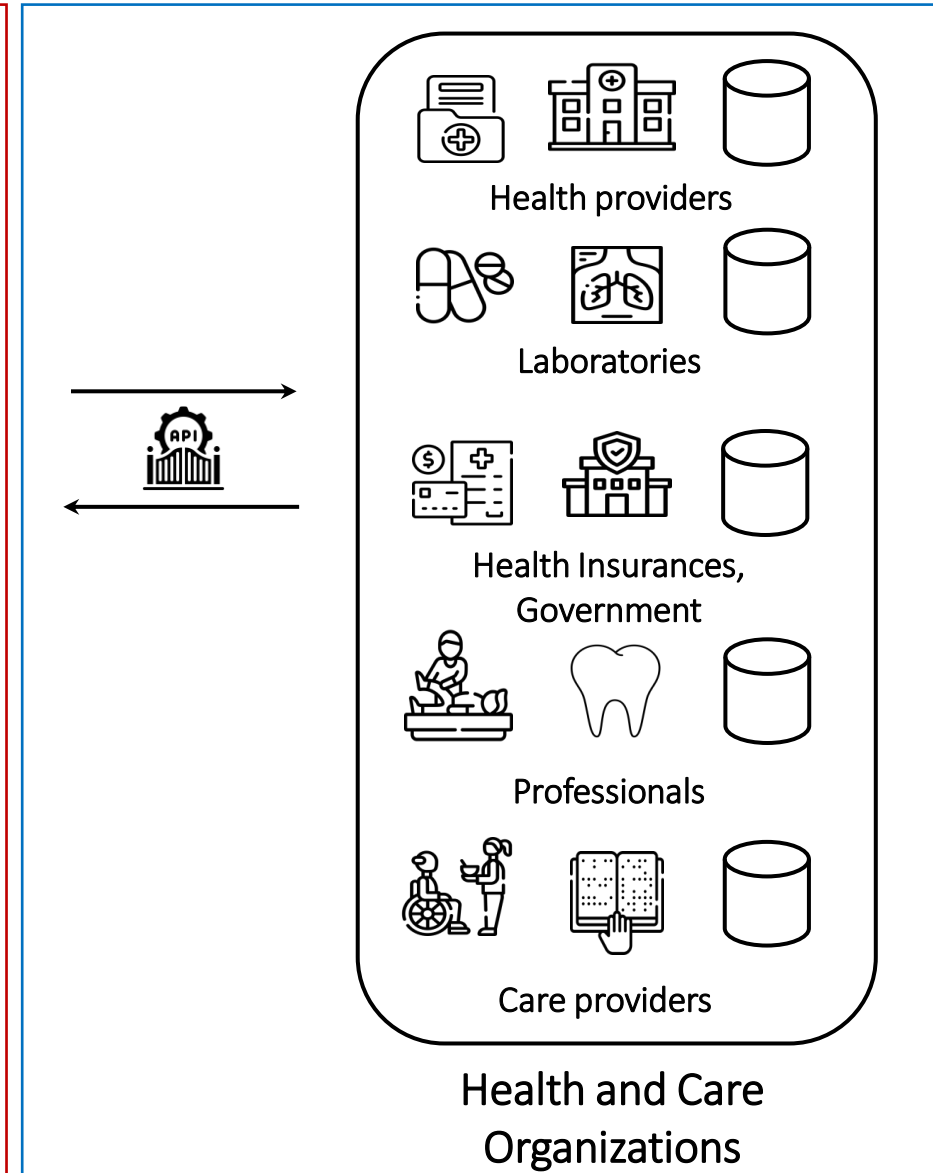 Health providers
Laboratories
API
$
Health Insurances,
Government
Professionals
Care providers
Health and Care
Organizations